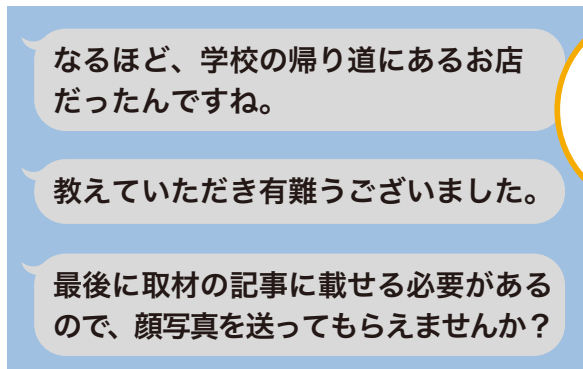 なるほど、学校の帰り道にあるお店
だったんですね。
教えていただき有難うございました。
最後に取材の記事に載せる必要がある
ので、顔写真を送ってもらえませんか？